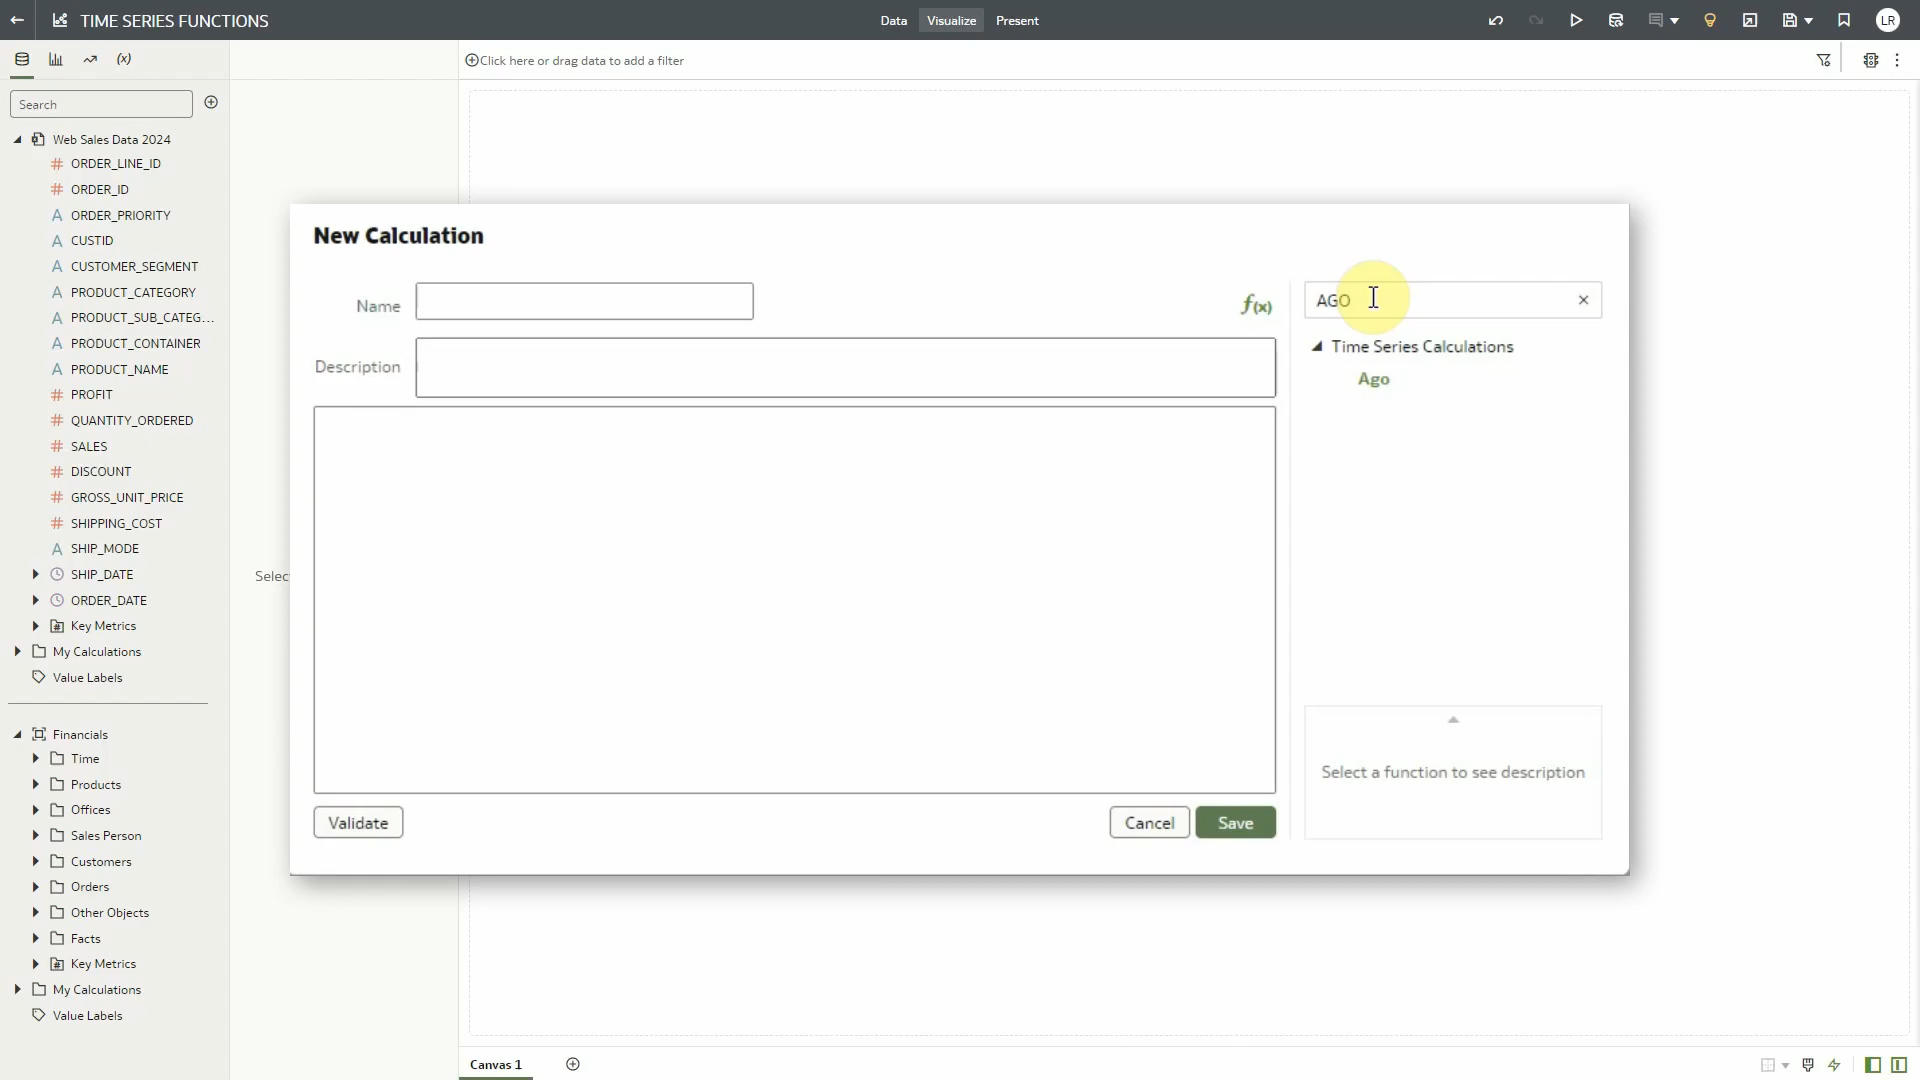 TIME SERIES FUNCTIONS
Data
Visualize
Present
LR
(x)
Click here or drag data to add a filter
Search
Web Sales Data 2024
ORDER_LINE_ID
ORDER_ID
ORDER_PRIORITY
CUSTID
CUSTOMER_SEGMENT
PRODUCT_CATEGORY
PRODUCT_SUB_CATEG...
PRODUCT_CONTAINER
PRODUCT_NAME
PROFIT
QUANTITY_ORDERED
SALES
DISCOUNT
GROSS_UNIT_PRICE
SHIPPING_COST
SHIP_MODE
SHIP_DATE
ORDER_DATE
Key Metrics
My Calculations
Value Labels
Financials
Time
Products
Offices
Sales Person
Customers
Orders
Other Objects
Facts
Key Metrics
My Calculations
Value Labels
Selec
New Calculation
Name
f(x)
Description
Validate
Cancel
Save
AGO
Time Series Calculations
Ago
Select a function to see description
Canvas 1